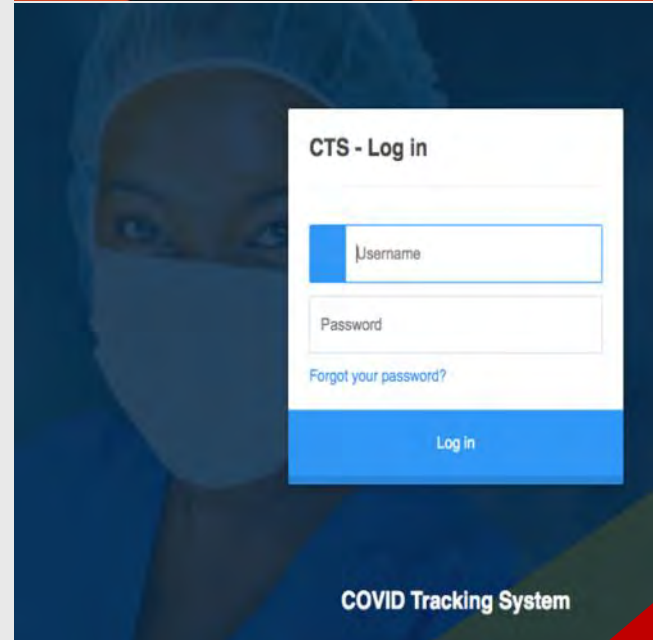 CTS - Log in
Username
Password
Forgot your password?
Log in
COVID Tracking System